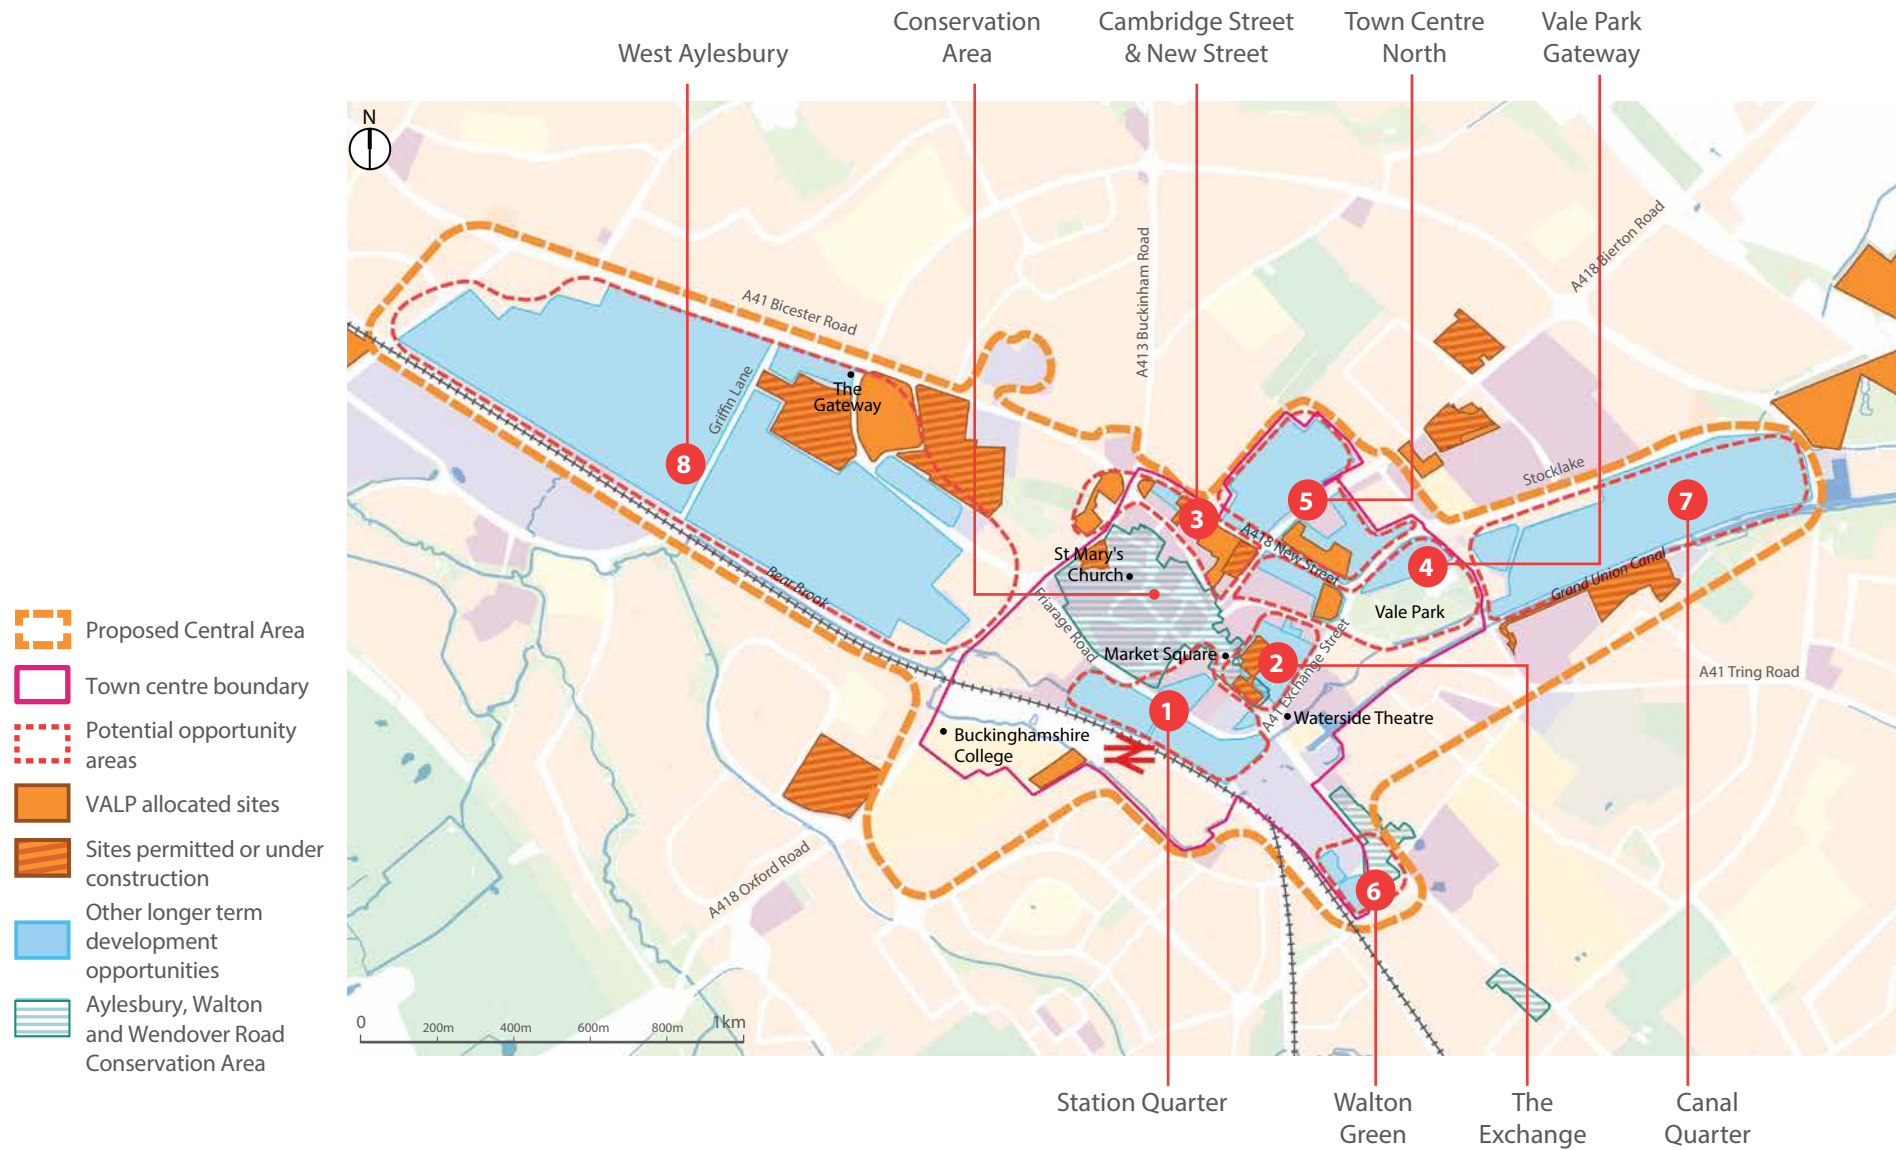 Conservation
Area
Cambridge Street
& New Street
Town Centre
North
Vale Park
Gateway
West Aylesbury
N
A41 Bicester Road
A413 Buckinham Road
A418 Bierton Road
The
Gateway
Griffin Lane
8
3
5
7
4
Stocklake
A418 New Street
St Mary's
Church
Grand Union Canal
Bear Brook
Friarage Road
Vale Park
Market Square
2
A41 Exchange Street
A41 Tring Road
1
Waterside Theatre
Buckinghamshire
College
A418 Oxford Road
6
Proposed Central Area
Town centre boundary
Potential opportunity
areas
VALP allocated sites
Sites permitted or under
construction
Other longer term
development
opportunities
Aylesbury, Walton
and Wendover Road
Conservation Area
0 200m 400m 600m 800m 1km
Station Quarter
Walton
Green
The
Exchange
Canal
Quarter